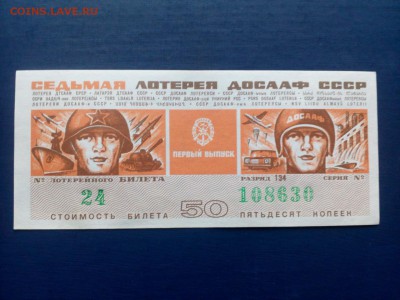 COINS.LAVE.RU
СЕДЬМАЯ ЛОТЕРЕЯ ДОСААФ СССР
ДОСААФ
ПЕРВЫЙ ВЫПУСК
№ ЛОТЕРЕЙНОГО БИЛЕТА РАЗРЯД 134 СЕРИЯ №
24 108630
СТОИМОСТЬ БИЛЕТА 50 ПЯТЬДЕСЯТ КОПЕЕК